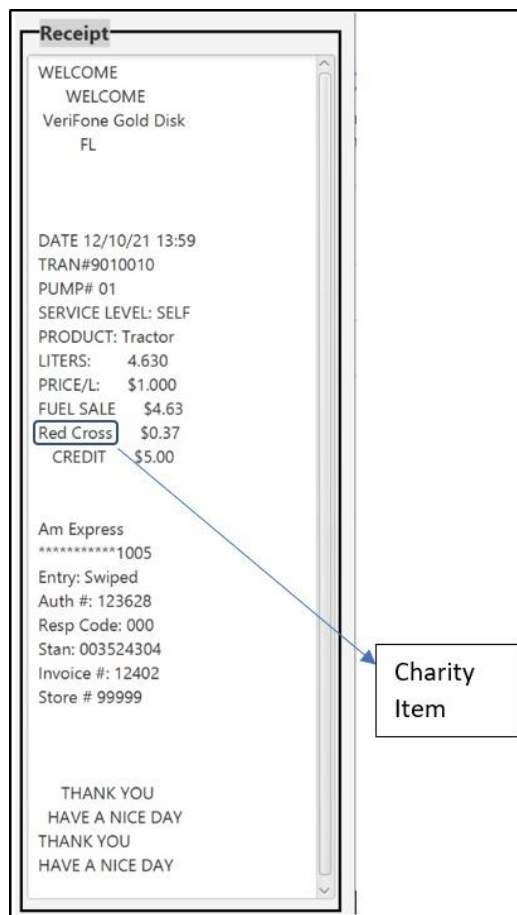 Receipt
WELCOME
WELCOME
VeriFone Gold Disk
FL
DATE 12/10/21 13:59
TRAN#9010010
PUMP# 01
SERVICE LEVEL: SELF
PRODUCT: Tractor
LITERS: 4.630
PRICE/L: $1.000
FUEL SALE $4.63
Red Cross $0.37
CREDIT $5.00
Am Express
***********1005
Entry: Swiped
Auth #: 123628
Resp Code: 000
Stan: 003524304
Invoice #: 12402
Store # 99999
Charity
Item
THANK YOU
HAVE A NICE DAY
THANK YOU
HAVE A NICE DAY